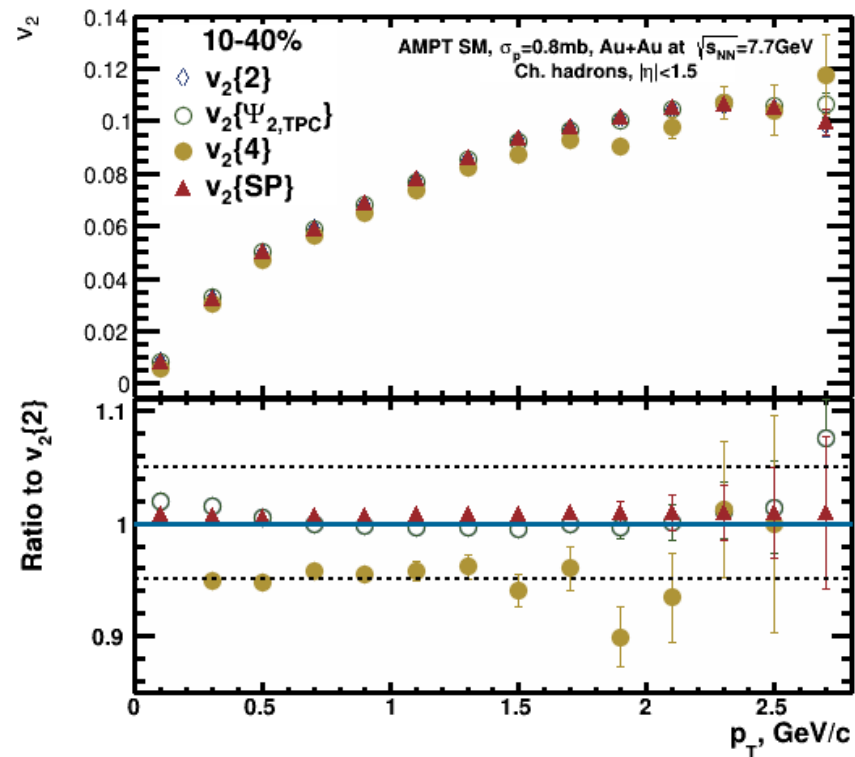 v₂
0.14
0.12
0.1
0.08
0.06
0.04
0.02
0
10-40%
v₂{2}
v₂{Ψ₂,TPC}
v₂{4}
v₂{SP}
AMPT SM, σₚ=0.8mb, Au+Au at √sNN=7.7GeV
Ch. hadrons, |η|<1.5
Ratio to v₂{2}
1.1
1
0.9
0 0.5 1 1.5 2 2.5
pT, GeV/c